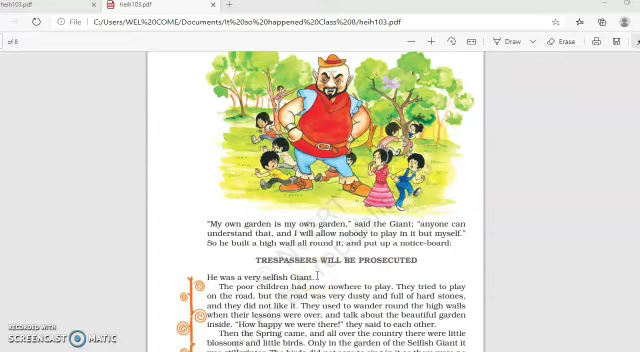 heih103.pdf
heih103.pdf
File
C:/Users/WEL%20COME/Documents/It%20so%20happened%20Class%208/heih103.pdf
of 8
Draw
Erase
"My own garden is my own garden," said the Giant; "anyone can
understand that, and I will allow nobody to play in it but myself."
So he built a high wall all round it, and put up a notice-board:
TRESPASSERS WILL BE PROSECUTED
He was a very selfish Giant.
The poor children had now nowhere to play. They tried to play
on the road, but the road was very dusty and full of hard stones,
and they did not like it. They used to wander round the high walls
when their lessons were over, and talk about the beautiful garden
inside. "How happy we were there!" they said to each other.
Then the Spring came, and all over the country there were little
blossoms and little birds. Only in the garden of the Selfish Giant it
RECORDED WITH
SCREENCAST MATIC